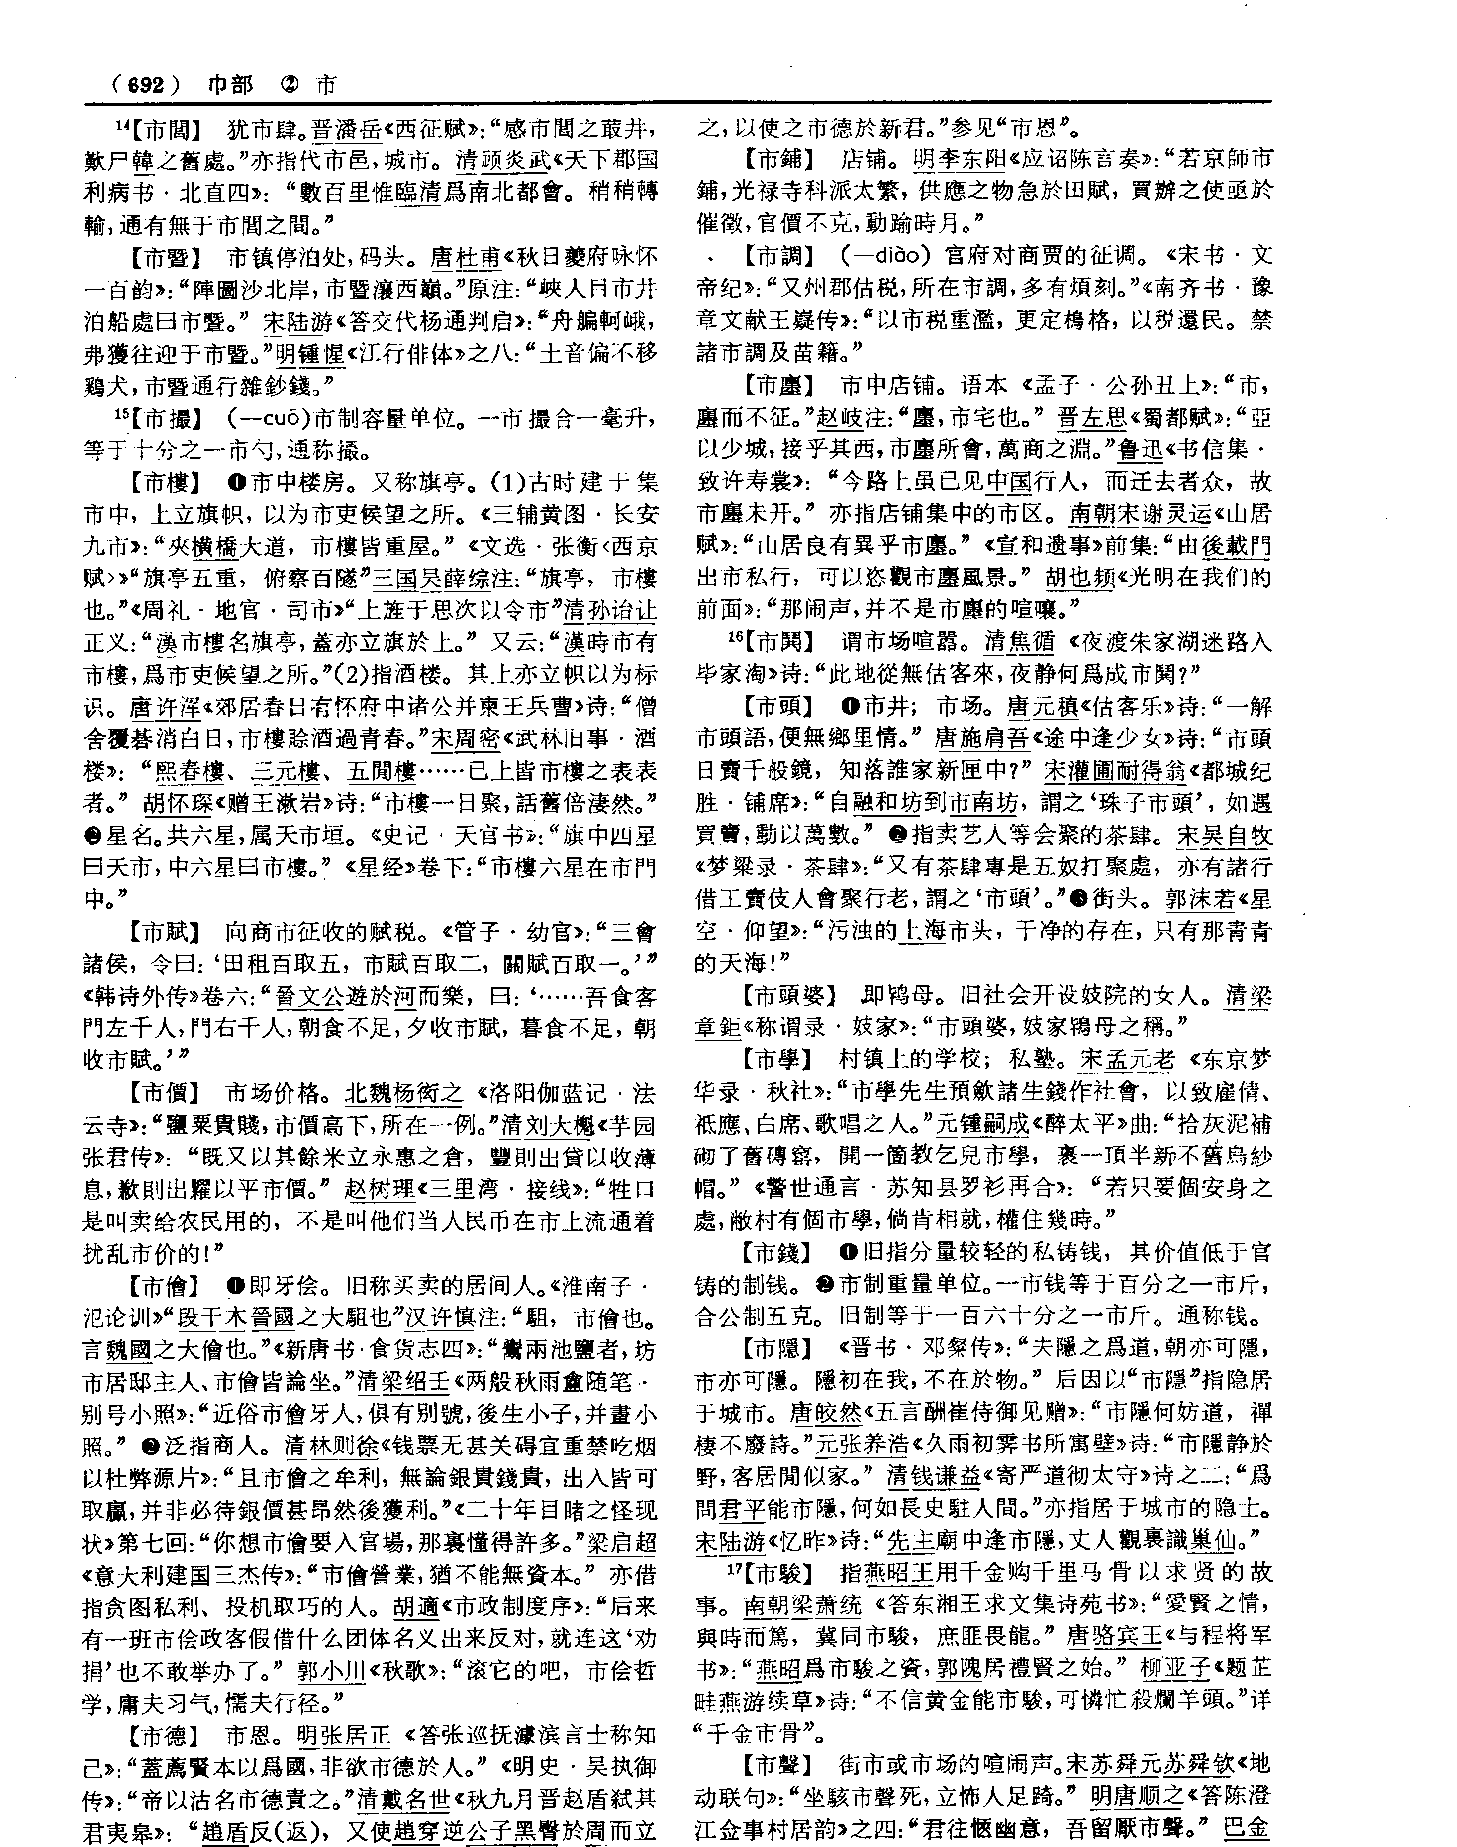 （692） 巾部 ② 市
¹⁴【市閭】 犹市肆。晋潘岳《西征赋》：“感市閭之菆井，
歎尸韓之舊處。”亦指代市邑，城市。清顾炎武《天下郡国
利病书·北直四》：“數百里惟臨清爲南北都會。稍稍轉
輸，通有無于市閭之間。”
【市暨】 市镇停泊处，码头。唐杜甫《秋日夔府咏怀
一百韵》：“陣圖沙北岸，市暨瀼西巔。”原注：“峽人目市井
泊船處曰市暨。”宋陆游《答交代杨通判启》：“舟艑軻峨，
弗獲往迎于市暨。”明锺惺《江行俳体》之八：“土音偏不移
鷄犬，市暨通行雜鈔錢。”
¹⁵【市撮】 （—cuō）市制容量单位。一市撮合一毫升，
等于十分之一市勺，通称撮。
【市樓】 ❶市中楼房。又称旗亭。(1)古时建于集
市中，上立旗帜，以为市吏候望之所。《三辅黄图·长安
九市》：“夾橫橋大道，市樓皆重屋。”《文选·张衡〈西京
赋〉》“旗亭五重，俯察百隧”三国吴薛综注：“旗亭，市樓
也。”《周礼·地官·司市》“上旌于思次以令市”清孙诒让
正义：“漢市樓名旗亭，蓋亦立旗於上。”又云：“漢時市有
市樓，爲市吏候望之所。”(2)指酒楼。其上亦立帜以为标
识。唐许浑《郊居春日有怀府中诸公并柬王兵曹》诗：“僧
舍覆棊消白日，市樓賒酒過青春。”宋周密《武林旧事·酒
楼》：“熙春樓、三元樓、五閒樓……已上皆市樓之表表
者。”胡怀琛《赠王漱岩》诗：“市樓一日聚，話舊倍淒然。”
❷星名。共六星，属天市垣。《史记·天官书》：“旗中四星
曰天市，中六星曰市樓。”《星经》卷下：“市樓六星在市門
中。”
【市賦】 向商市征收的赋税。《管子·幼官》：“三會
諸侯，令曰：‘田租百取五，市賦百取二，關賦百取一。’”
《韩诗外传》卷六：“晉文公遊於河而樂，曰：‘……吾食客
門左千人，門右千人，朝食不足，夕收市賦，暮食不足，朝
收市賦。’”
【市價】 市场价格。北魏杨衒之《洛阳伽蓝记·法
云寺》：“鹽粟貴賤，市價高下，所在一例。”清刘大櫆《芋园
张君传》：“既又以其餘米立永惠之倉，豐則出貸以收薄
息，歉則出糶以平市價。”赵树理《三里湾·接线》：“牲口
是叫卖给农民用的，不是叫他们当人民币在市上流通着
扰乱市价的！”
【市儈】 ❶即牙侩。旧称买卖的居间人。《淮南子·
氾论训》“段干木晉國之大駔也”汉许慎注：“駔，市儈也。
言魏國之大儈也。”《新唐书·食货志四》：“鬻兩池鹽者，坊
市居邸主人、市儈皆論坐。”清梁绍壬《两般秋雨盦随笔·
别号小照》：“近俗市儈牙人，俱有别號，後生小子，并畫小
照。”❷泛指商人。清林则徐《钱票无甚关碍宜重禁吃烟
以杜弊源片》：“且市儈之牟利，無論銀貴錢貴，出入皆可
取贏，并非必待銀價甚昂然後獲利。”《二十年目睹之怪现
状》第七回：“你想市儈要入官場，那裏懂得許多。”梁启超
《意大利建国三杰传》：“市儈營業，猶不能無資本。”亦借
指贪图私利、投机取巧的人。胡適《市政制度序》：“后来
有一班市侩政客假借什么团体名义出来反对，就连这‘劝
捐’也不敢举办了。”郭小川《秋歌》：“滚它的吧，市侩哲
学，庸夫习气，懦夫行径。”
【市德】 市恩。明张居正《答张巡抚濠滨言士称知
己》：“蓋薦賢本以爲國，非欲市德於人。”《明史·吴执御
传》：“帝以沽名市德責之。”清戴名世《秋九月晋赵盾弑其
君夷皋》：“趙盾反(返)，又使趙穿逆公子黑臀於周而立
之，以使之市德於新君。”参见“市恩”。
【市鋪】 店铺。明李东阳《应诏陈言奏》：“若京師市
鋪，光禄寺科派太繁，供應之物急於田賦，買辦之使亟於
催徵，官價不克，動踰時月。”
【市調】 （—diào）官府对商贾的征调。《宋书·文
帝纪》：“又州郡估税，所在市調，多有煩刻。”《南齐书·豫
章文献王嶷传》：“以市税重濫，更定檢格，以税還民。禁
諸市調及苗籍。”
【市廛】 市中店铺。语本《孟子·公孙丑上》：“市，
廛而不征。”赵岐注：“廛，市宅也。”晋左思《蜀都赋》：“亞
以少城，接乎其西，市廛所會，萬商之淵。”鲁迅《书信集·
致许寿裳》：“今路上虽已见中国行人，而迁去者众，故
市廛未开。”亦指店铺集中的市区。南朝宋谢灵运《山居
赋》：“山居良有異乎市廛。”《宣和遗事》前集：“由後載門
出市私行，可以恣觀市廛風景。”胡也频《光明在我们的
前面》：“那闹声，并不是市廛的喧嚷。”
¹⁶【市鬨】 谓市场喧嚣。清焦循《夜渡朱家湖迷路入
毕家淘》诗：“此地從無估客來，夜静何爲成市鬨？”
【市頭】 ❶市井；市场。唐元稹《估客乐》诗：“一解
市頭語，便無鄉里情。”唐施肩吾《途中逢少女》诗：“市頭
日賣千般鏡，知落誰家新匣中？”宋灌圃耐得翁《都城纪
胜·铺席》：“自融和坊到市南坊，謂之‘珠子市頭’，如遇
買賣，動以萬數。”❷指卖艺人等会聚的茶肆。宋吴自牧
《梦粱录·茶肆》：“又有茶肆專是五奴打聚處，亦有諸行
借工賣伎人會聚行老，謂之‘市頭’。”❸街头。郭沫若《星
空·仰望》：“污浊的上海市头，干净的存在，只有那青青
的天海！”
【市頭婆】 即鸨母。旧社会开设妓院的女人。清梁
章鉅《称谓录·妓家》：“市頭婆，妓家鴇母之稱。”
【市學】 村镇上的学校；私塾。宋孟元老《东京梦
华录·秋社》：“市學先生預斂諸生錢作社會，以致雇倩、
祗應、白席、歌唱之人。”元锺嗣成《醉太平》曲：“拾灰泥補
砌了舊磚窑，開一箇教乞兒市學，裹一頂半新不舊烏紗
帽。”《警世通言·苏知县罗衫再合》：“若只要個安身之
處，敝村有個市學，倘肯相就，權住幾時。”
【市錢】 ❶旧指分量较轻的私铸钱，其价值低于官
铸的制钱。❷市制重量单位。一市钱等于百分之一市斤，
合公制五克。旧制等于一百六十分之一市斤。通称钱。
【市隱】 《晋书·邓粲传》：“夫隱之爲道，朝亦可隱，
市亦可隱。隱初在我，不在於物。”后因以“市隱”指隐居
于城市。唐皎然《五言酬崔侍御见赠》：“市隱何妨道，禪
棲不廢詩。”元张养浩《久雨初霁书所寓壁》诗：“市隱静於
野，客居閒似家。”清钱谦益《寄严道彻太守》诗之二：“爲
問君平能市隱，何如長史駐人間。”亦指居于城市的隐士。
宋陆游《忆昨》诗：“先主廟中逢市隱，丈人觀裏識巢仙。”
¹⁷【市駿】 指燕昭王用千金购千里马骨以求贤的故
事。南朝梁萧统《答东湘王求文集诗苑书》：“愛賢之情，
與時而篤，冀同市駿，庶匪畏龍。”唐骆宾王《与程将军
书》：“燕昭爲市駿之資，郭隗居禮賢之始。”柳亚子《题芷
畦燕游续草》诗：“不信黄金能市駿，可憐忙殺爛羊頭。”详
“千金市骨”。
【市聲】 街市或市场的喧闹声。宋苏舜元苏舜钦《地
动联句》：“坐駭市聲死，立怖人足踦。”明唐顺之《答陈澄
江佥事村居韵》之四：“君往愜幽意，吾留厭市聲。”巴金